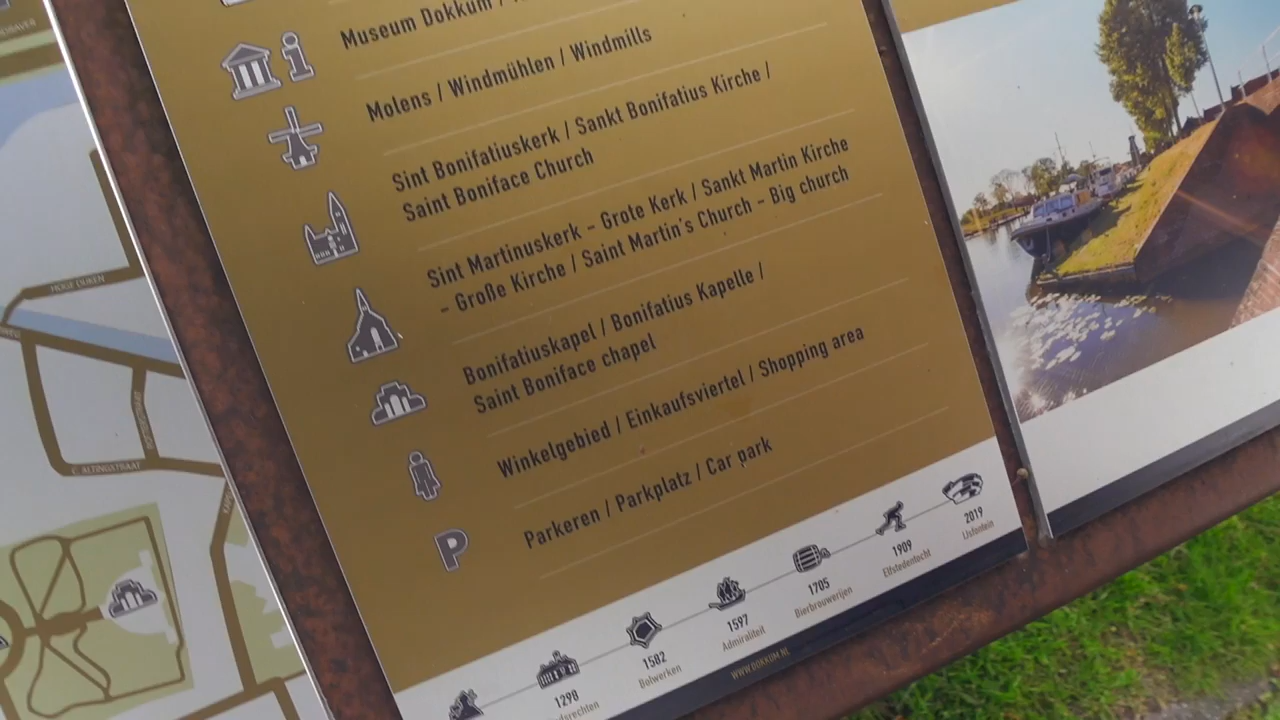 Museum Dokkum /
Molens / Windmühlen / Windmills
Sint Bonifatiuskerk / Sankt Bonifatius Kirche /
Saint Boniface Church
Sint Martinuskerk - Grote Kerk / Sankt Martin Kirche
- Große Kirche / Saint Martin's Church - Big church
Bonifatiuskapel / Bonifatius Kapelle /
Saint Boniface chapel
Winkelgebied / Einkaufsviertel / Shopping area
P Parkeren / Parkplatz / Car park
1298
1582
Bolwerken
1597
Admiraliteit
1705
Bierbrouwerijen
1909
Elfstedentocht
2019
IJsfontein
WWW.DOKKUM.NL
HOGE DIJKEN
C. ALTINGSTRAAT